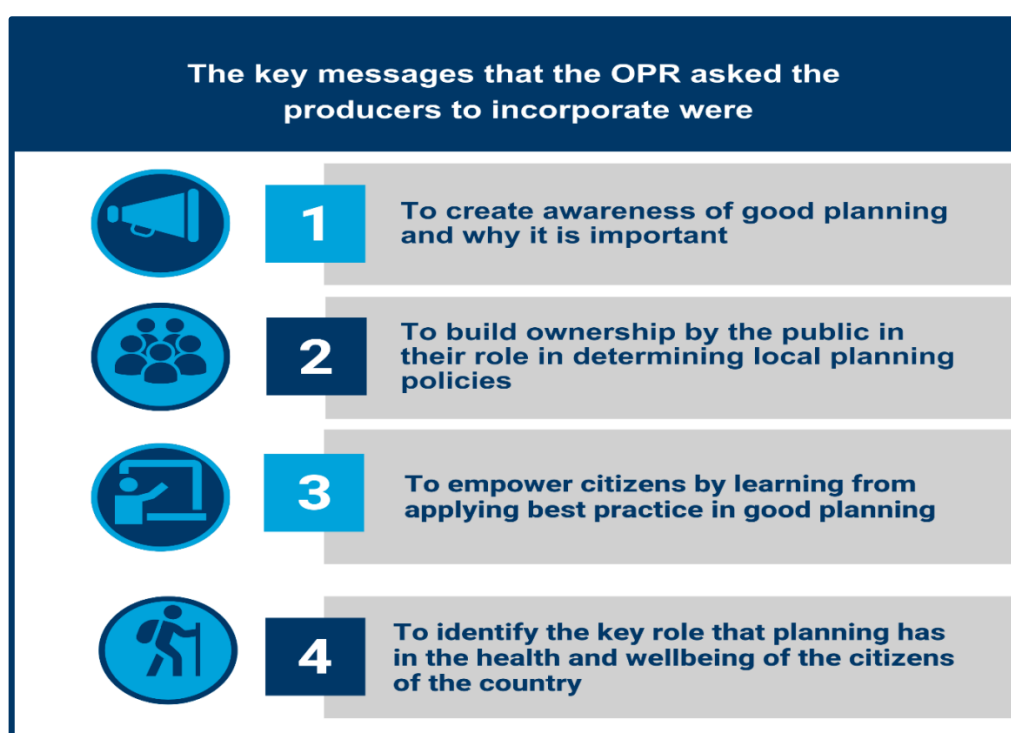 The key messages that the OPR asked the
producers to incorporate were
1
To create awareness of good planning
and why it is important
2
To build ownership by the public in
their role in determining local planning
policies
3
To empower citizens by learning from
applying best practice in good planning
4
To identify the key role that planning has
in the health and wellbeing of the citizens
of the country